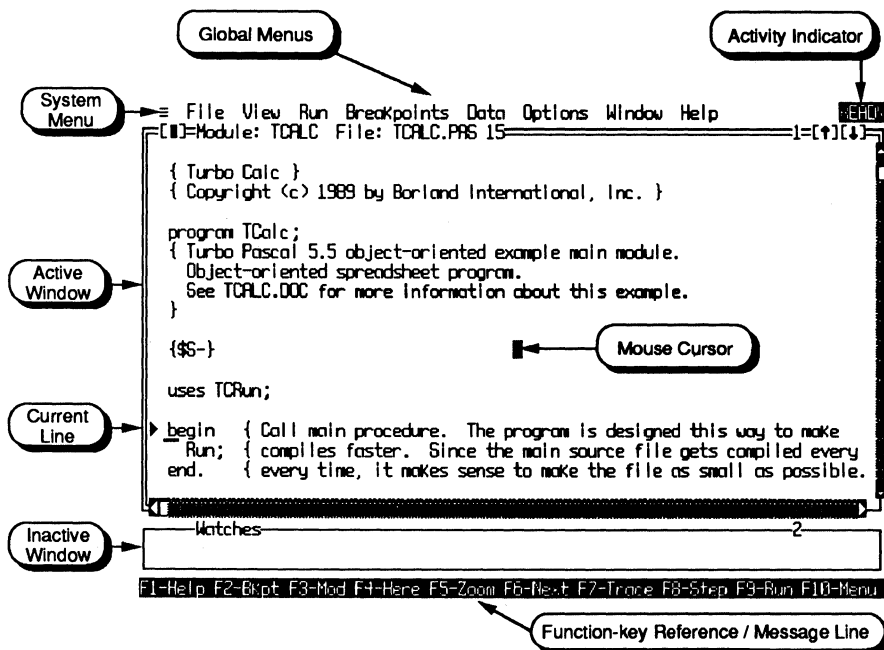 Global Menus
Activity Indicator
System
Menu
≡ File View Run Breakpoints Data Options Window Help
[■]=Module: TCALC File: TCALC.PAS 15 1=[↑][↓]
{ Turbo Calc }
{ Copyright (c) 1989 by Borland International, Inc. }
program TCalc;
{ Turbo Pascal 5.5 object-oriented example main module.
Object-oriented spreadsheet program.
See TCALC.DOC for more information about this example.
}
Active
Window
{$S-}
Mouse Cursor
uses TCRun;
Current
Line
begin { Call main procedure. The program is designed this way to make
Run; { compiles faster. Since the main source file gets compiled every
end. { every time, it makes sense to make the file as small as possible.
Inactive
Window
Watches 2
F1-Help F2-Bkpt F3-Mod F4-Here F5-Zoom F6-Next F7-Trace F8-Step F9-Run F10-Menu
Function-key Reference / Message Line